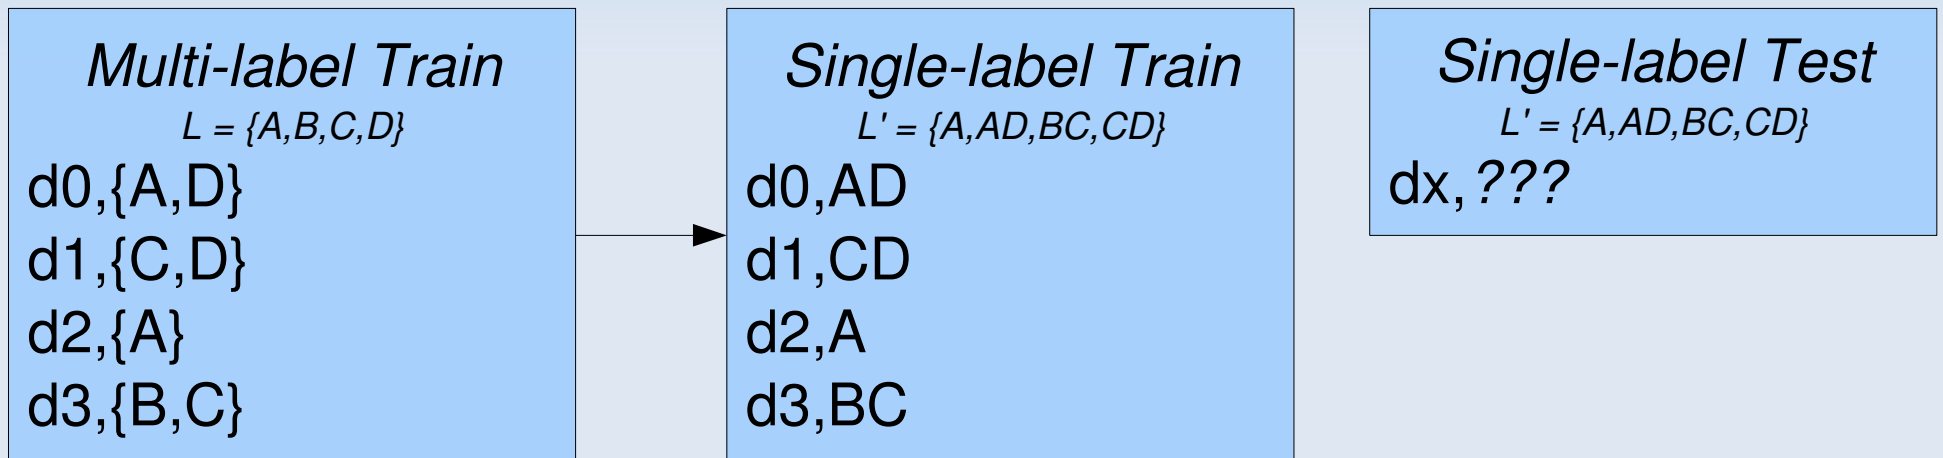 Multi-label Train
L = {A,B,C,D}
d0,{A,D}
d1,{C,D}
d2,{A}
d3,{B,C}
Single-label Train
L' = {A,AD,BC,CD}
d0,AD
d1,CD
d2,A
d3,BC
Single-label Test
L' = {A,AD,BC,CD}
dx,???